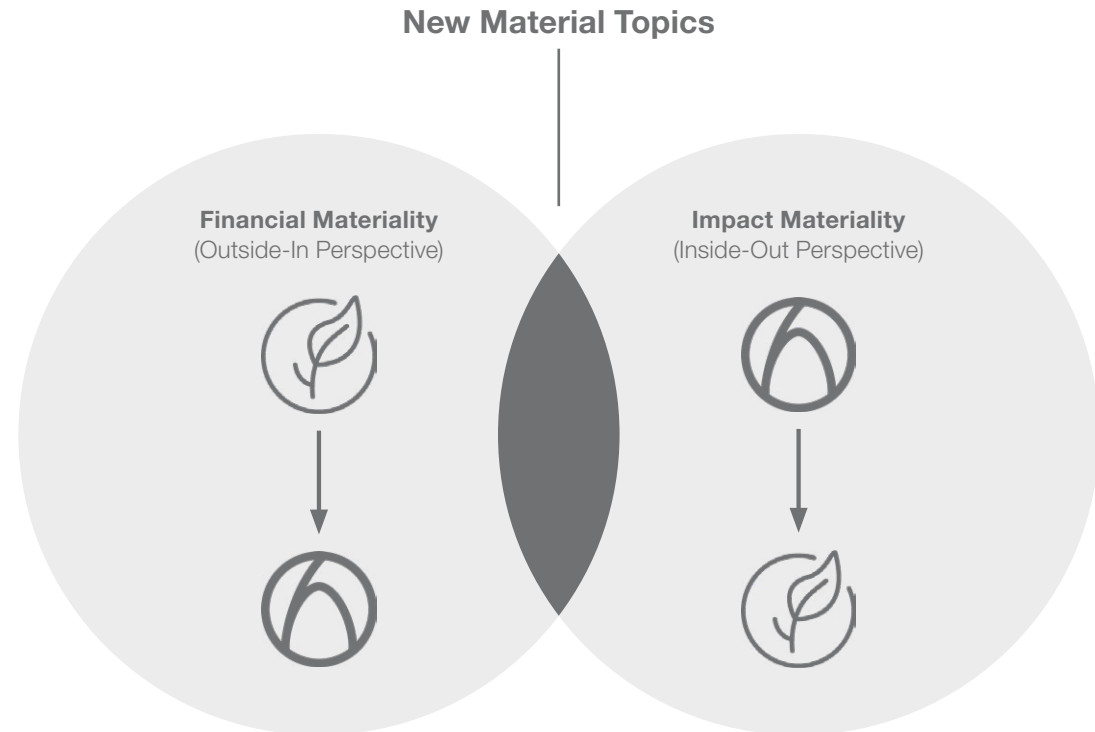 New Material Topics
Financial Materiality
(Outside-In Perspective)
Impact Materiality
(Inside-Out Perspective)